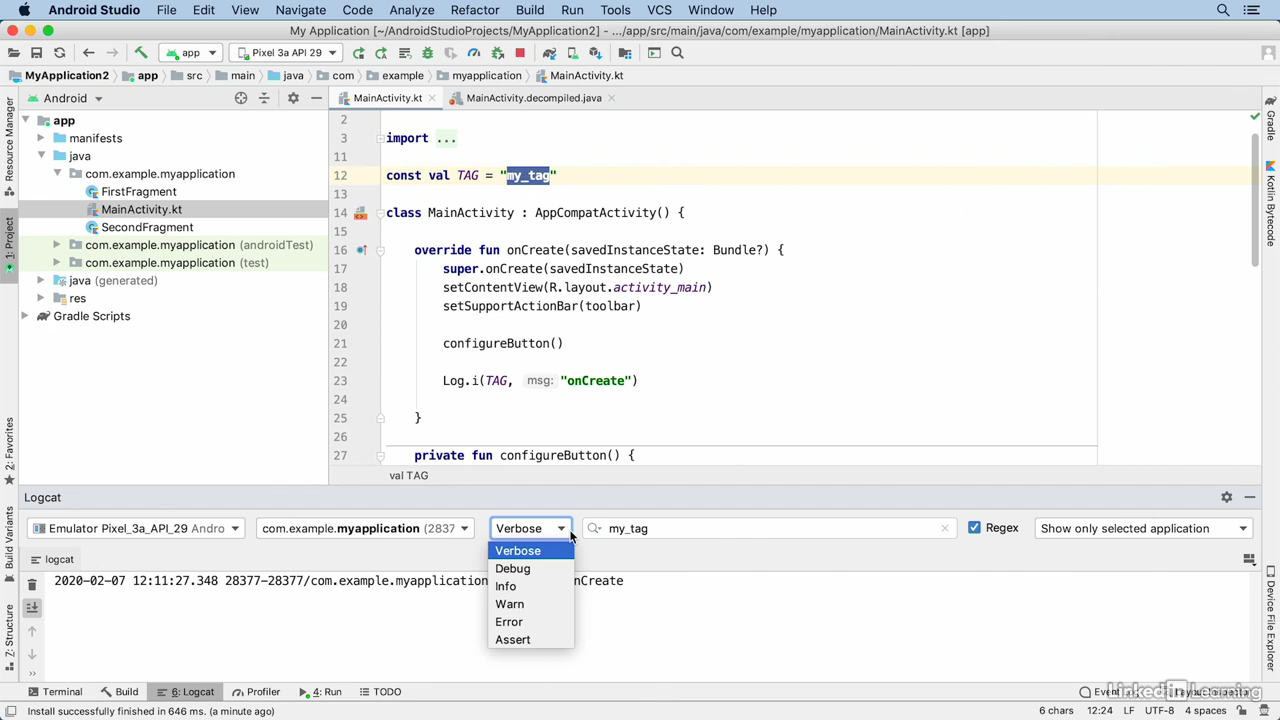 Android Studio File Edit View Navigate Code Analyze Refactor Build Run Tools VCS Window Help
My Application [~/AndroidStudioProjects/MyApplication2] - .../app/src/main/java/com/example/myapplication/MainActivity.kt [app]
app Pixel 3a API 29
MyApplication2 app src main java com example myapplication MainActivity.kt
Resource Manager
1: Project
2: Favorites
Build Variants
7: Structure
Android
app
manifests
java
com.example.myapplication
FirstFragment
MainActivity.kt
SecondFragment
com.example.myapplication (androidTest)
com.example.myapplication (test)
java (generated)
res
Gradle Scripts
MainActivity.kt MainActivity.decompiled.java
2
3 import ...
11
12 const val TAG = "my_tag"
13
14 class MainActivity : AppCompatActivity() {
15
16 override fun onCreate(savedInstanceState: Bundle?) {
17 super.onCreate(savedInstanceState)
18 setContentView(R.layout.activity_main)
19 setSupportActionBar(toolbar)
20
21 configureButton()
22
23 Log.i(TAG, msg: "onCreate")
24
25 }
26
27 private fun configureButton() {
val TAG
Gradle
Kotlin Bytecode
Device File Explorer
Logcat
Emulator Pixel_3a_API_29 Andro com.example.myapplication (2837 Verbose my_tag Regex Show only selected application
logcat
2020-02-07 12:11:27.348 28377-28377/com.example.myapplication nCreate
Verbose
Debug
Info
Warn
Error
Assert
Terminal Build 6: Logcat Profiler 4: Run TODO
LinkedIn Learning
Install successfully finished in 646 ms. (a minute ago) 6 chars 12:24 LF UTF-8 4 spaces